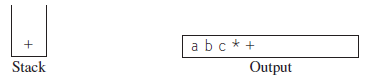 + a b c * +
Stack Output